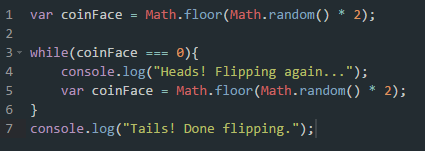 1 var coinFace = Math.floor(Math.random() * 2);
2
3 while(coinFace === 0){
4     console.log("Heads! Flipping again...");
5     var coinFace = Math.floor(Math.random() * 2);
6 }
7 console.log("Tails! Done flipping.");